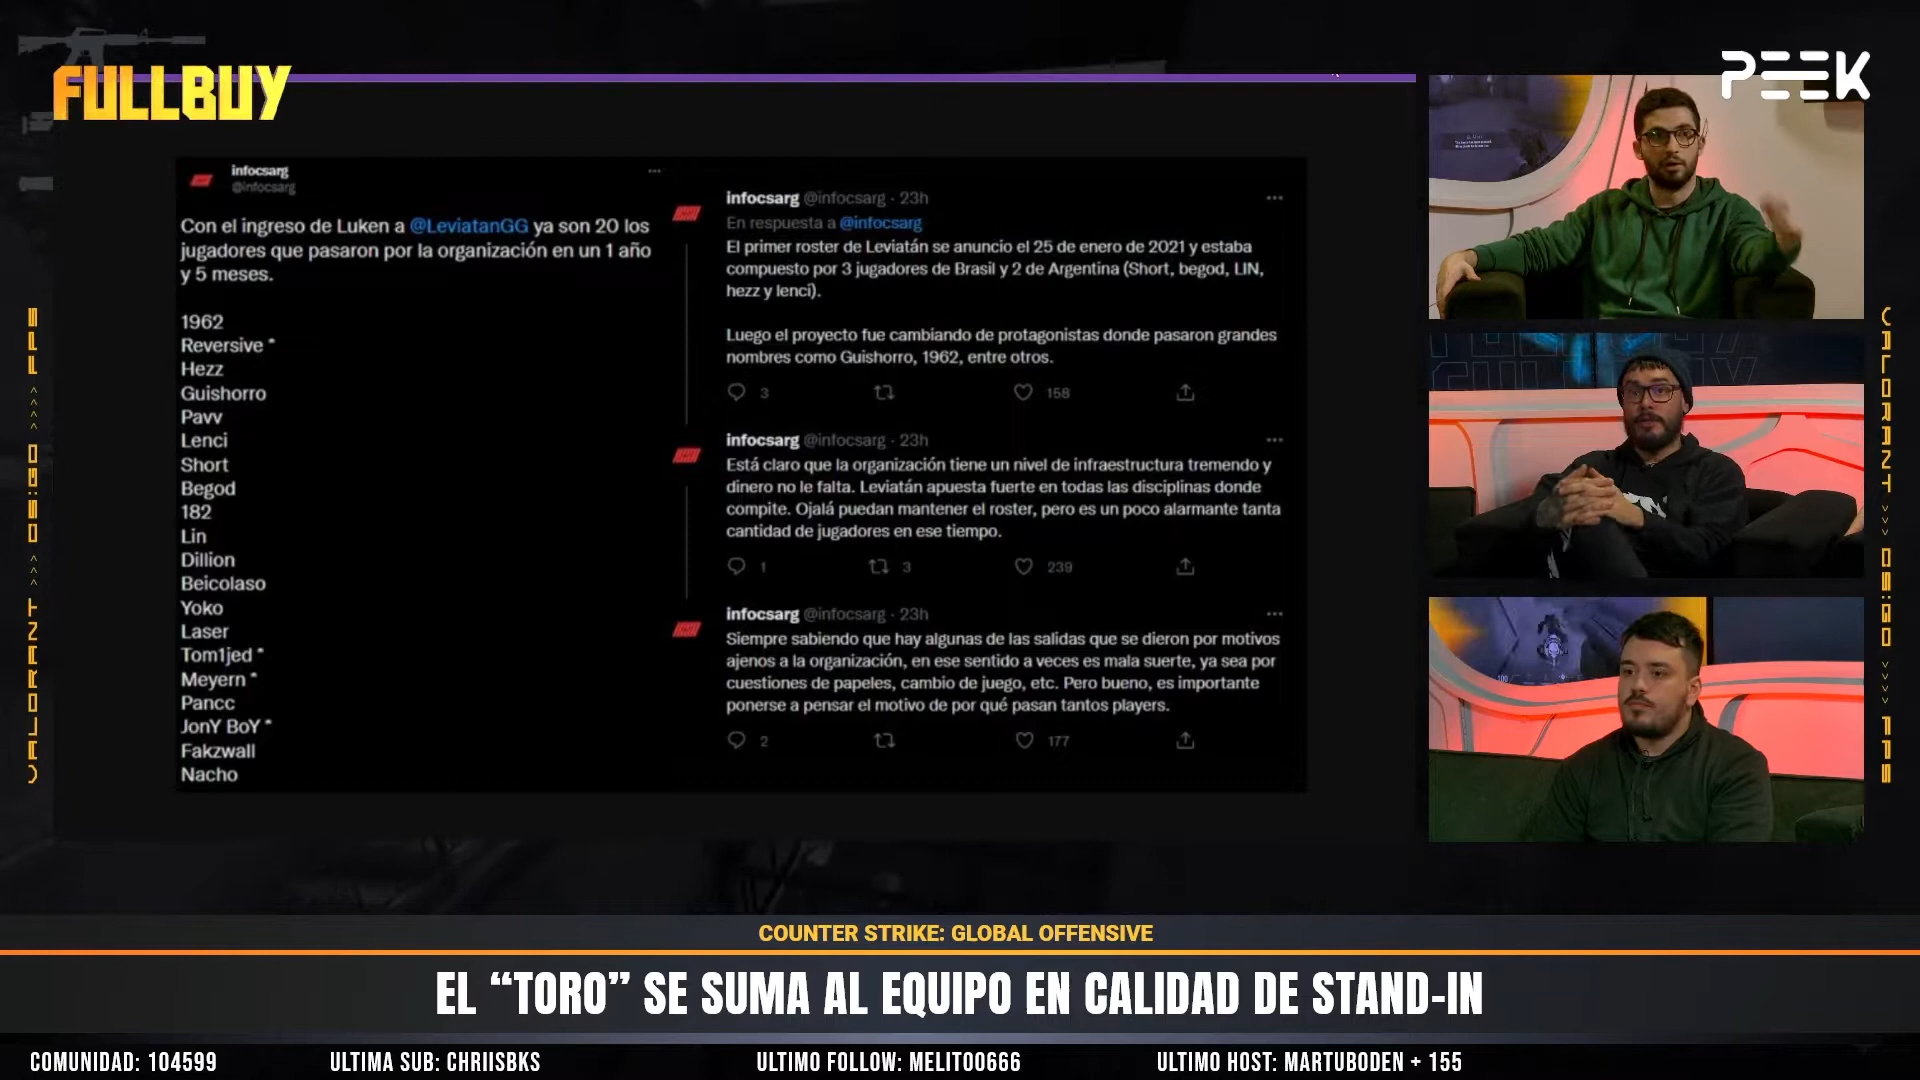 FULLBUY
PEEK
infocsarg
@infocsarg
Con el ingreso de Luken a @LeviatanGG ya son 20 los
jugadores que pasaron por la organización en un 1 año
y 5 meses.
1962
Reversive *
Hezz
Guishorro
Pavv
Lenci
Short
Begod
182
Lin
Dillion
Beicolaso
Yoko
Laser
Tom1jed *
Meyern *
Pancc
JonY BoY *
Fakzwall
Nacho
infocsarg @infocsarg · 23h
En respuesta a @infocsarg
El primer roster de Leviatán se anuncio el 25 de enero de 2021 y estaba
compuesto por 3 jugadores de Brasil y 2 de Argentina (Short, begod, LIN,
hezz y lenci).
Luego el proyecto fue cambiando de protagonistas donde pasaron grandes
nombres como Guishorro, 1962, entre otros.
3 158
infocsarg @infocsarg · 23h
Está claro que la organización tiene un nivel de infraestructura tremendo y
dinero no le falta. Leviatán apuesta fuerte en todas las disciplinas donde
compite. Ojalá puedan mantener el roster, pero es un poco alarmante tanta
cantidad de jugadores en ese tiempo.
1 3 239
infocsarg @infocsarg · 23h
Siempre sabiendo que hay algunas de las salidas que se dieron por motivos
ajenos a la organización, en ese sentido a veces es mala suerte, ya sea por
cuestiones de papeles, cambio de juego, etc. Pero bueno, es importante
ponerse a pensar el motivo de por qué pasan tantos players.
2 177
VALORANT >>> CS:GO >>>> FPS
VALORANT >>> CS:GO >>>> FPS
COUNTER STRIKE: GLOBAL OFFENSIVE
EL “TORO” SE SUMA AL EQUIPO EN CALIDAD DE STAND-IN
COMUNIDAD: 104599 ULTIMA SUB: CHRIISBKS ULTIMO FOLLOW: MELITO0666 ULTIMO HOST: MARTUBODEN + 155